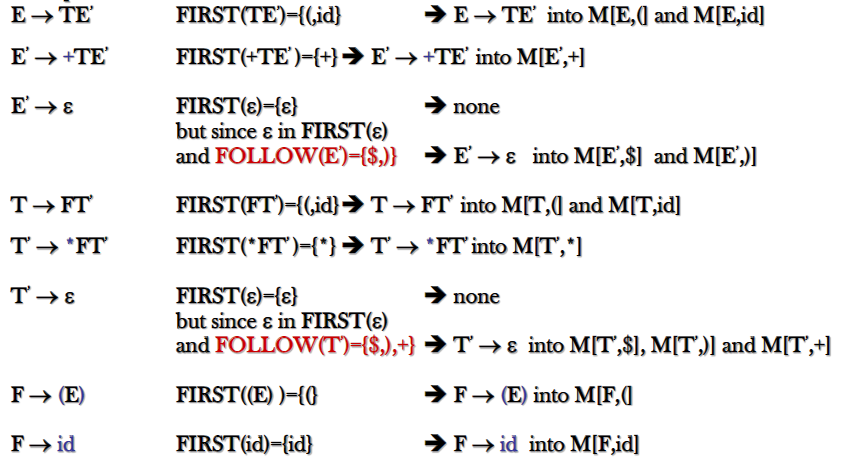 E → TE’ FIRST(TE’)={(,id} ➔ E → TE’ into M[E,(] and M[E,id]
E’ → +TE’ FIRST(+TE’)={+} ➔ E’ → +TE’ into M[E’,+]
E’ → ε FIRST(ε)={ε} ➔ none
but since ε in FIRST(ε)
and FOLLOW(E’)={$,)} ➔ E’ → ε into M[E’,$] and M[E’,)]
T → FT’ FIRST(FT’)={(,id} ➔ T → FT’ into M[T,(] and M[T,id]
T’ → *FT’ FIRST(*FT’)={*} ➔ T’ → *FT’ into M[T’,*]
T’ → ε FIRST(ε)={ε} ➔ none
but since ε in FIRST(ε)
and FOLLOW(T’)={$,),+} ➔ T’ → ε into M[T’,$], M[T’,)] and M[T’,+]
F → (E) FIRST((E) )={(} ➔ F → (E) into M[F,(]
F → id FIRST(id)={id} ➔ F → id into M[F,id]